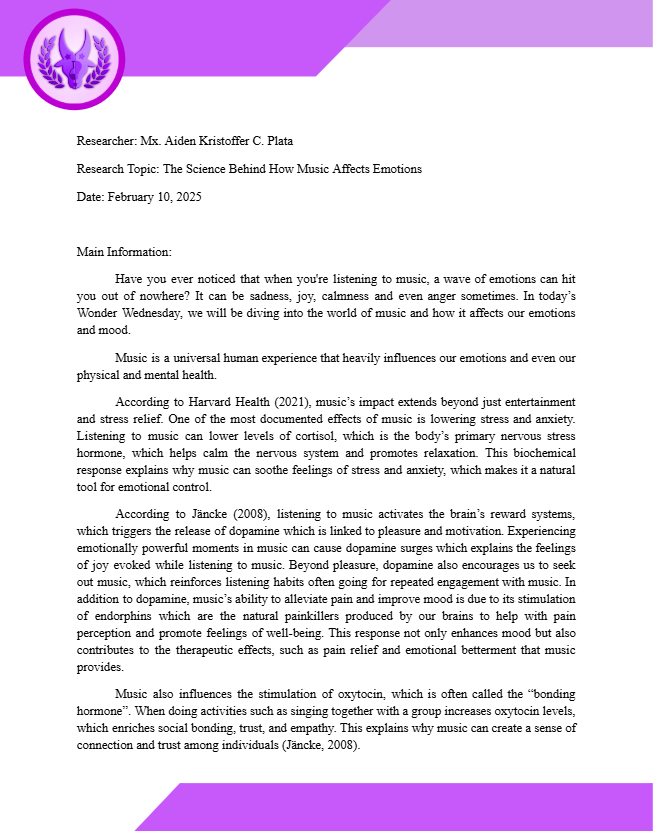 Researcher: Mx. Aiden Kristoffer C. Plata
Research Topic: The Science Behind How Music Affects Emotions
Date: February 10, 2025
Main Information:
Have you ever noticed that when you're listening to music, a wave of emotions can hit
you out of nowhere? It can be sadness, joy, calmness and even anger sometimes. In today’s
Wonder Wednesday, we will be diving into the world of music and how it affects our emotions
and mood.
Music is a universal human experience that heavily influences our emotions and even our
physical and mental health.
According to Harvard Health (2021), music’s impact extends beyond just entertainment
and stress relief. One of the most documented effects of music is lowering stress and anxiety.
Listening to music can lower levels of cortisol, which is the body’s primary nervous stress
hormone, which helps calm the nervous system and promotes relaxation. This biochemical
response explains why music can soothe feelings of stress and anxiety, which makes it a natural
tool for emotional control.
According to Jäncke (2008), listening to music activates the brain’s reward systems,
which triggers the release of dopamine which is linked to pleasure and motivation. Experiencing
emotionally powerful moments in music can cause dopamine surges which explains the feelings
of joy evoked while listening to music. Beyond pleasure, dopamine also encourages us to seek
out music, which reinforces listening habits often going for repeated engagement with music. In
addition to dopamine, music’s ability to alleviate pain and improve mood is due to its stimulation
of endorphins which are the natural painkillers produced by our brains to help with pain
perception and promote feelings of well-being. This response not only enhances mood but also
contributes to the therapeutic effects, such as pain relief and emotional betterment that music
provides.
Music also influences the stimulation of oxytocin, which is often called the “bonding
hormone”. When doing activities such as singing together with a group increases oxytocin levels,
which enriches social bonding, trust, and empathy. This explains why music can create a sense of
connection and trust among individuals (Jäncke, 2008).